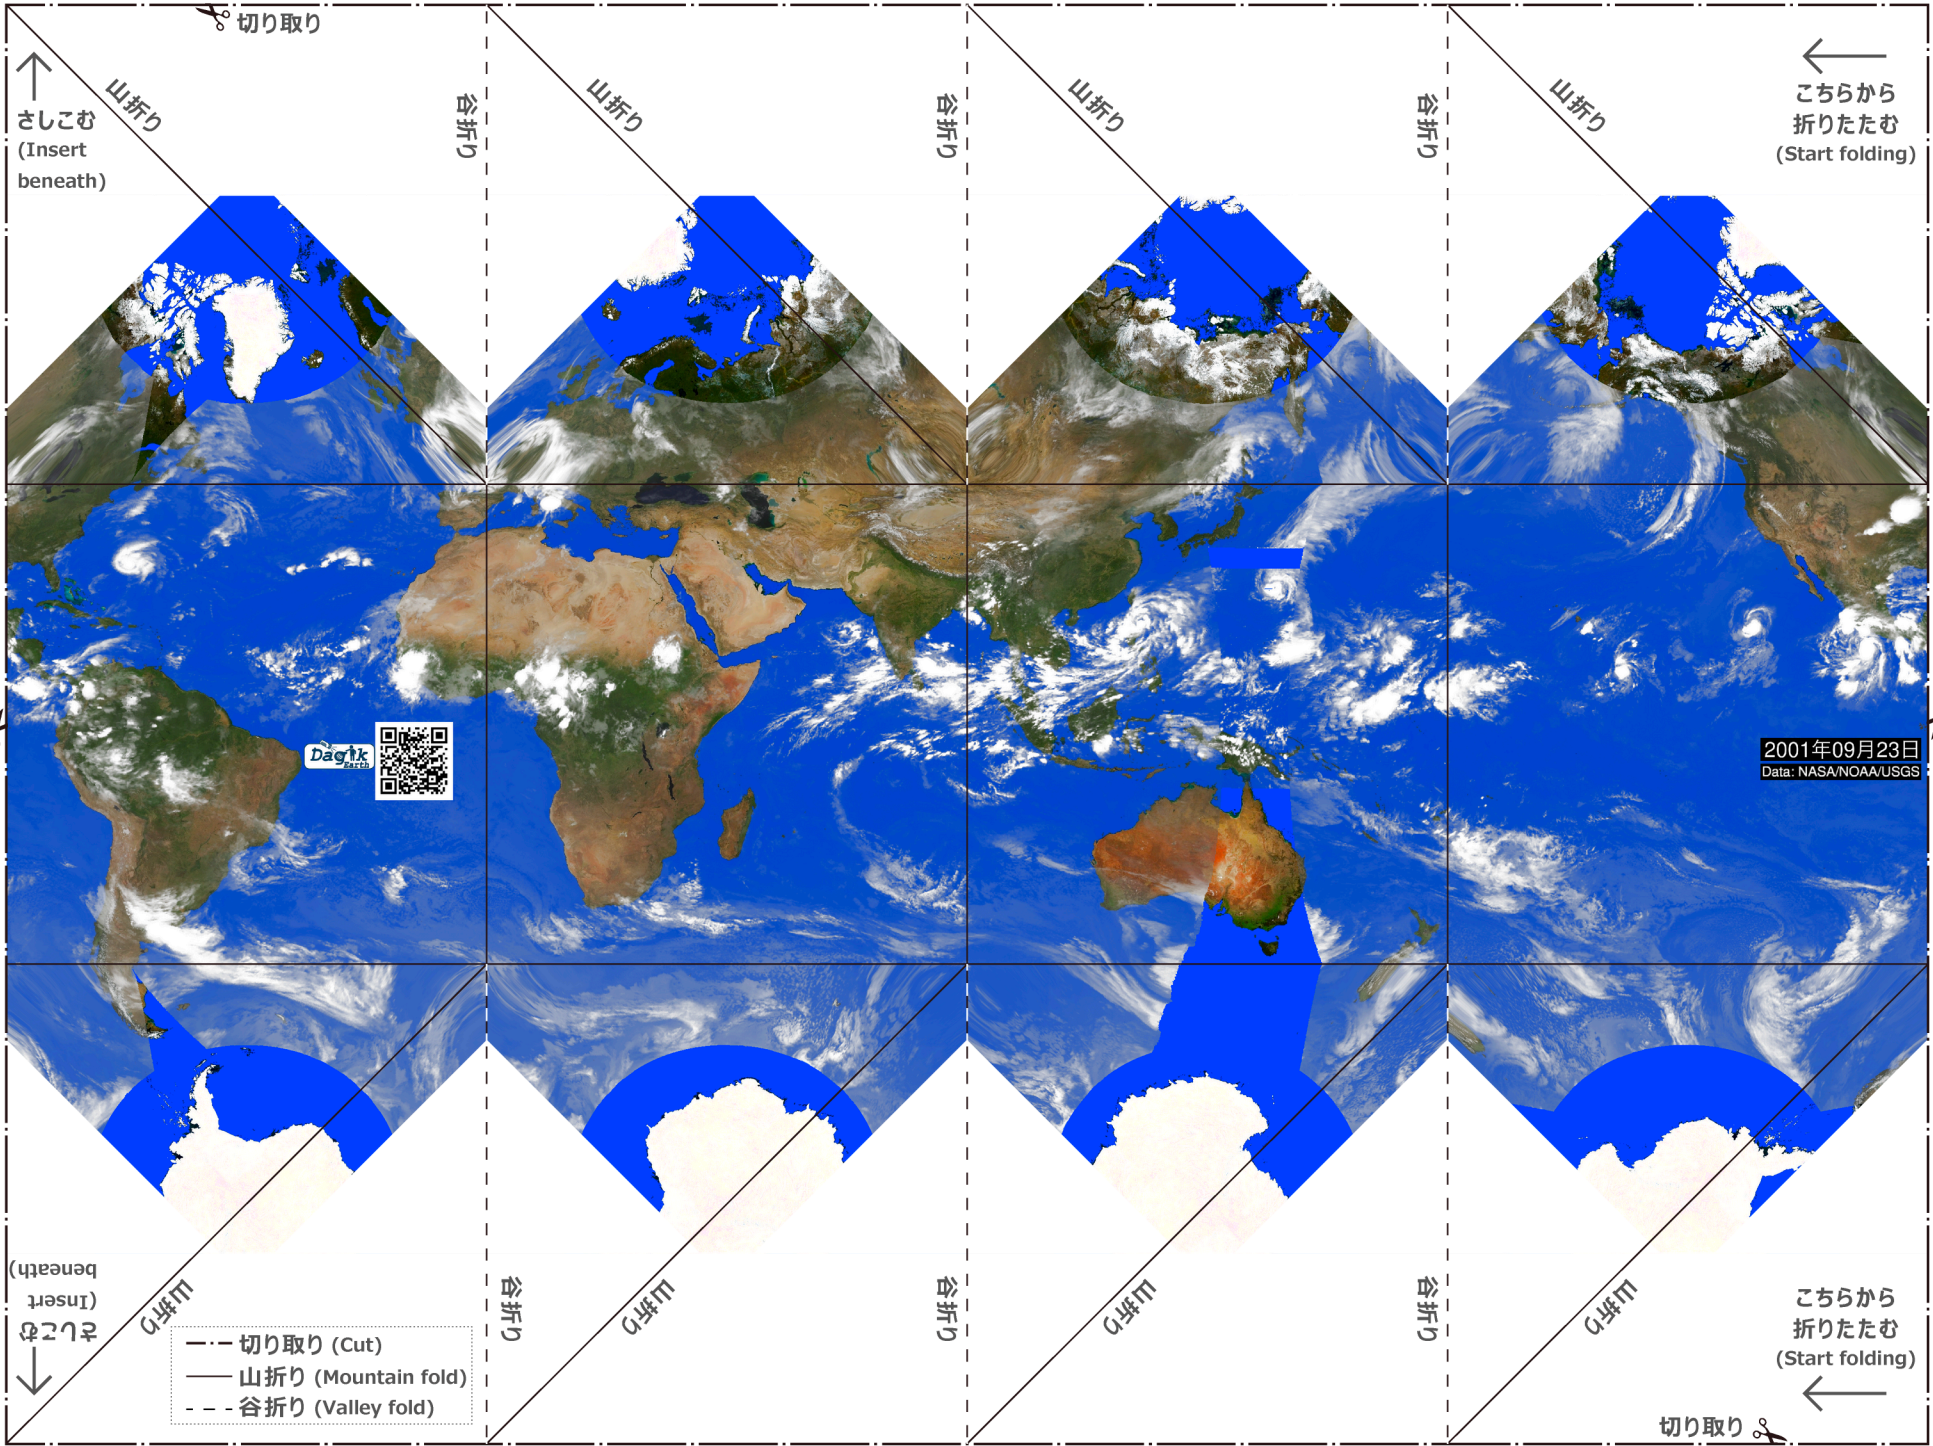 切り取り
さしこむ
(Insert
beneath)
山折り
谷折り
山折り
谷折り
山折り
谷折り
山折り
こちらから
折りたたむ
(Start folding)
Dagik
Earth
2001年09月23日
Data: NASA/NOAA/USGS
さしこむ
(Insert
beneath)
山折り
谷折り
山折り
谷折り
山折り
谷折り
山折り
こちらから
折りたたむ
(Start folding)
切り取り (Cut)
山折り (Mountain fold)
谷折り (Valley fold)
切り取り